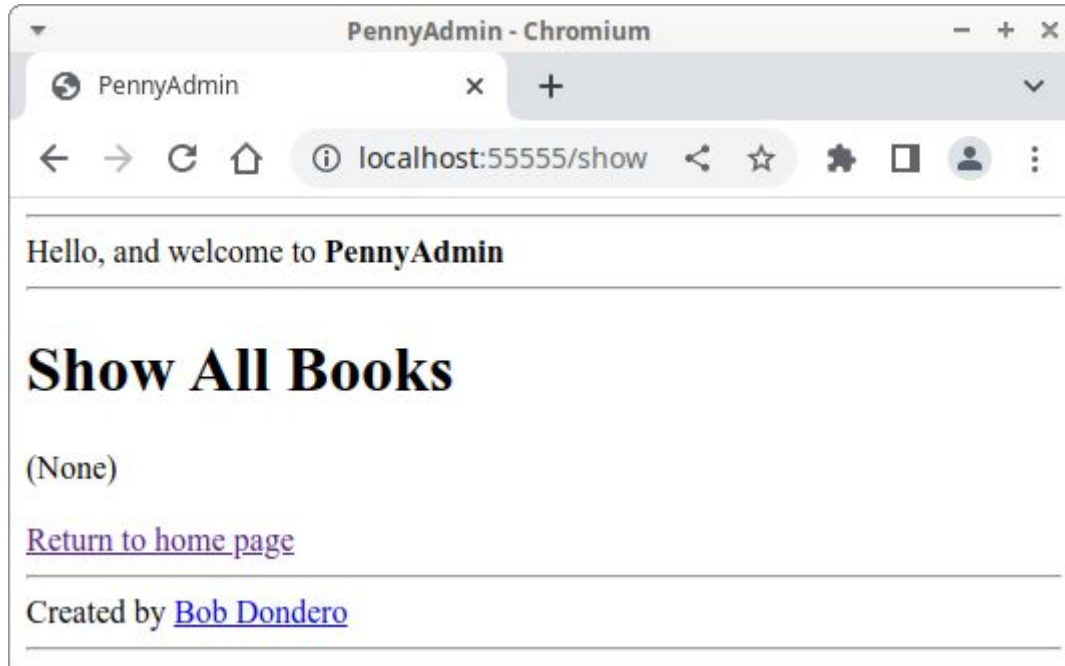 PennyAdmin - Chromium
PennyAdmin
localhost:55555/show
Hello, and welcome to PennyAdmin
Show All Books
(None)
Return to home page
Created by Bob Dondero